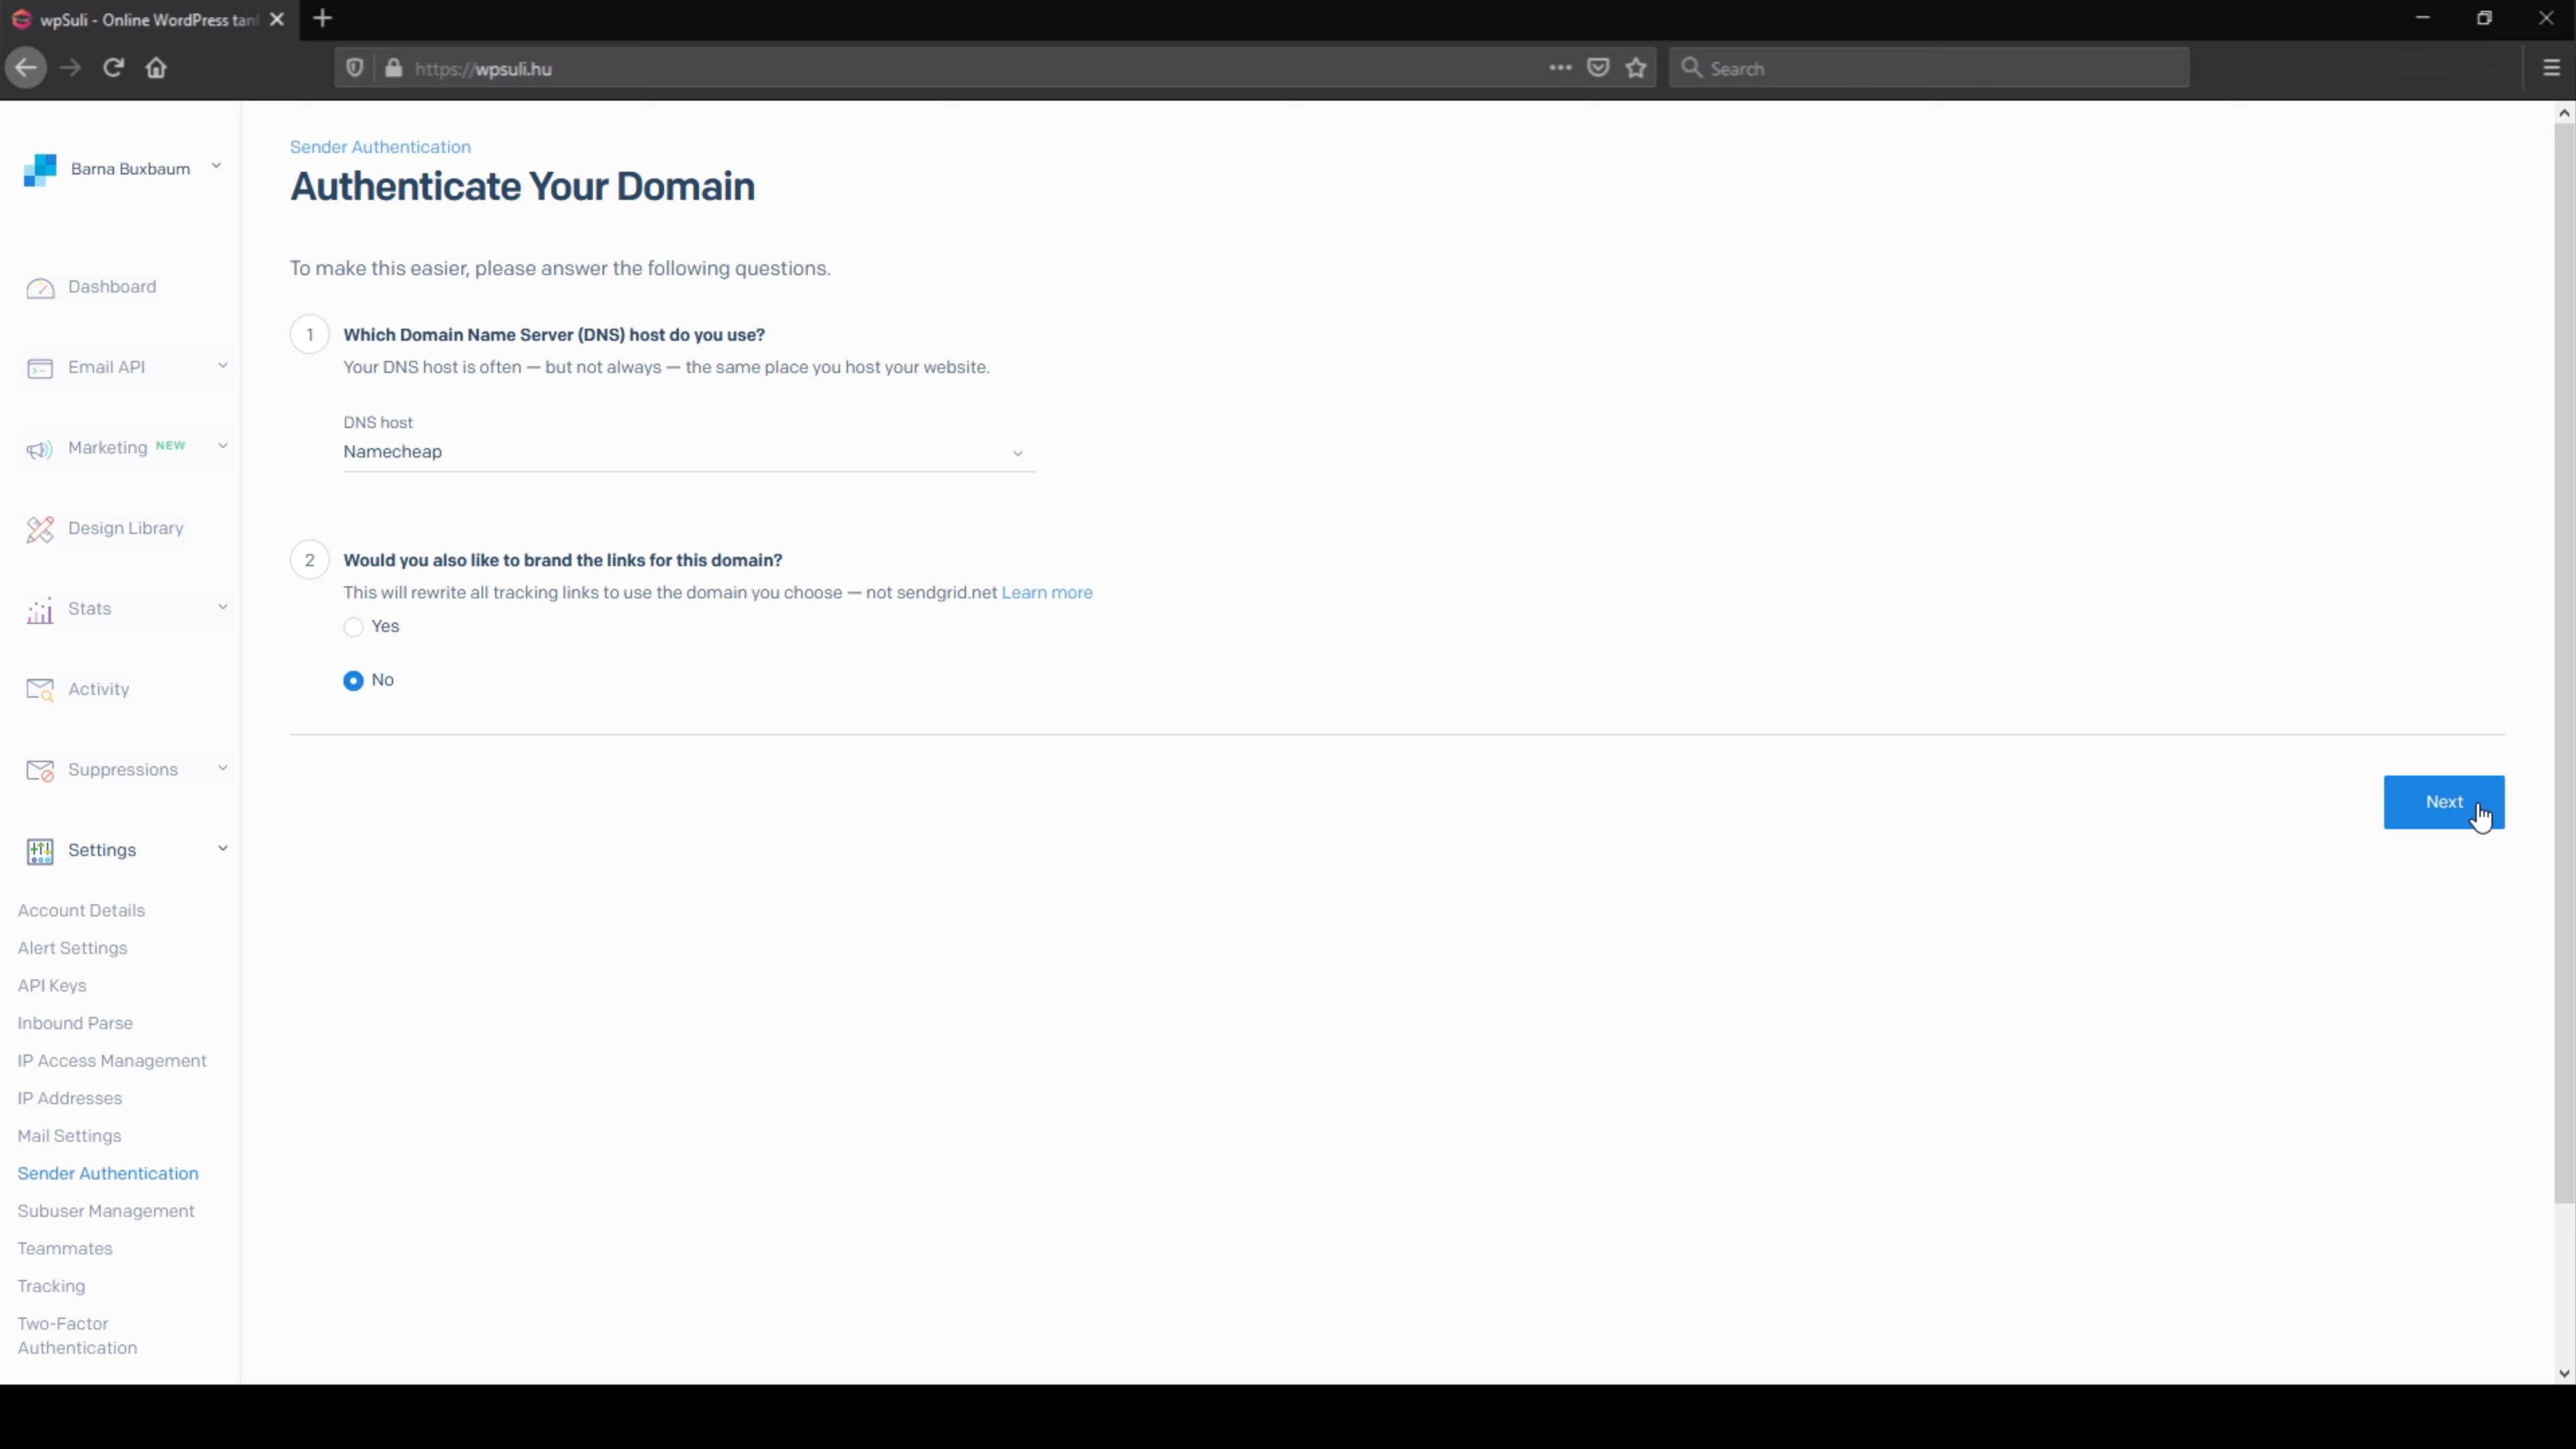 wpSuli - Online WordPress tan
https://wpsuli.hu
Search
Barna Buxbaum
Dashboard
Email API
Marketing NEW
Design Library
Stats
Activity
Suppressions
Settings
Account Details
Alert Settings
API Keys
Inbound Parse
IP Access Management
IP Addresses
Mail Settings
Sender Authentication
Subuser Management
Teammates
Tracking
Two-Factor
Authentication
Sender Authentication
Authenticate Your Domain
To make this easier, please answer the following questions.
1 Which Domain Name Server (DNS) host do you use?
Your DNS host is often — but not always — the same place you host your website.
DNS host
Namecheap
2 Would you also like to brand the links for this domain?
This will rewrite all tracking links to use the domain you choose — not sendgrid.net Learn more
Yes
No
Next